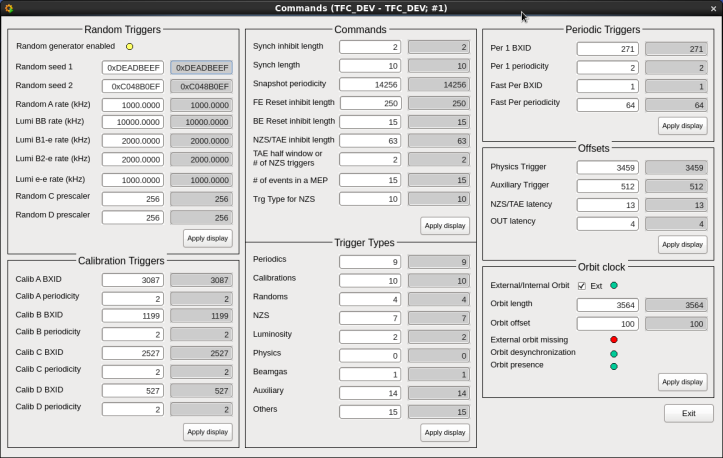 Commands (TFC_DEV - TFC_DEV; #1)
Random Triggers
Random generator enabled
Random seed 1 0xDEADBEEF 0xDEADBEEF
Random seed 2 0xC048B0EF 0xC048B0EF
Random A rate (kHz) 1000.0000 1000.0000
Lumi BB rate (kHz) 10000.0000 10000.0000
Lumi B1-e rate (kHz) 2000.0000 2000.0000
Lumi B2-e rate (kHz) 2000.0000 2000.0000
Lumi e-e rate (kHz) 1000.0000 1000.0000
Random C prescaler 256 256
Random D prescaler 256 256
Apply display
Calibration Triggers
Calib A BXID 3087 3087
Calib A periodicity 2 2
Calib B BXID 1199 1199
Calib B periodicity 2 2
Calib C BXID 2527 2527
Calib C periodicity 2 2
Calib D BXID 527 527
Calib D periodicity 2 2
Apply display
Commands
Synch inhibit length 2 2
Synch length 10 10
Snapshot periodicity 14256 14256
FE Reset inhibit length 250 250
BE Reset inhibit length 15 15
NZS/TAE inhibit length 63 63
TAE half window or
# of NZS triggers 2 2
# of events in a MEP 15 15
Trg Type for NZS 10 10
Apply display
Trigger Types
Periodics 9 9
Calibrations 10 10
Randoms 4 4
NZS 7 7
Luminosity 2 2
Physics 0 0
Beamgas 1 1
Auxiliary 14 14
Others 15 15
Apply display
Periodic Triggers
Per 1 BXID 271 271
Per 1 periodicity 2 2
Fast Per BXID 1 1
Fast Per periodicity 64 64
Apply display
Offsets
Physics Trigger 3459 3459
Auxiliary Trigger 512 512
NZS/TAE latency 13 13
OUT latency 4 4
Apply display
Orbit clock
External/Internal Orbit Ext
Orbit length 3564 3564
Orbit offset 100 100
External orbit missing
Orbit desynchronization
Orbit presence
Apply display
Exit